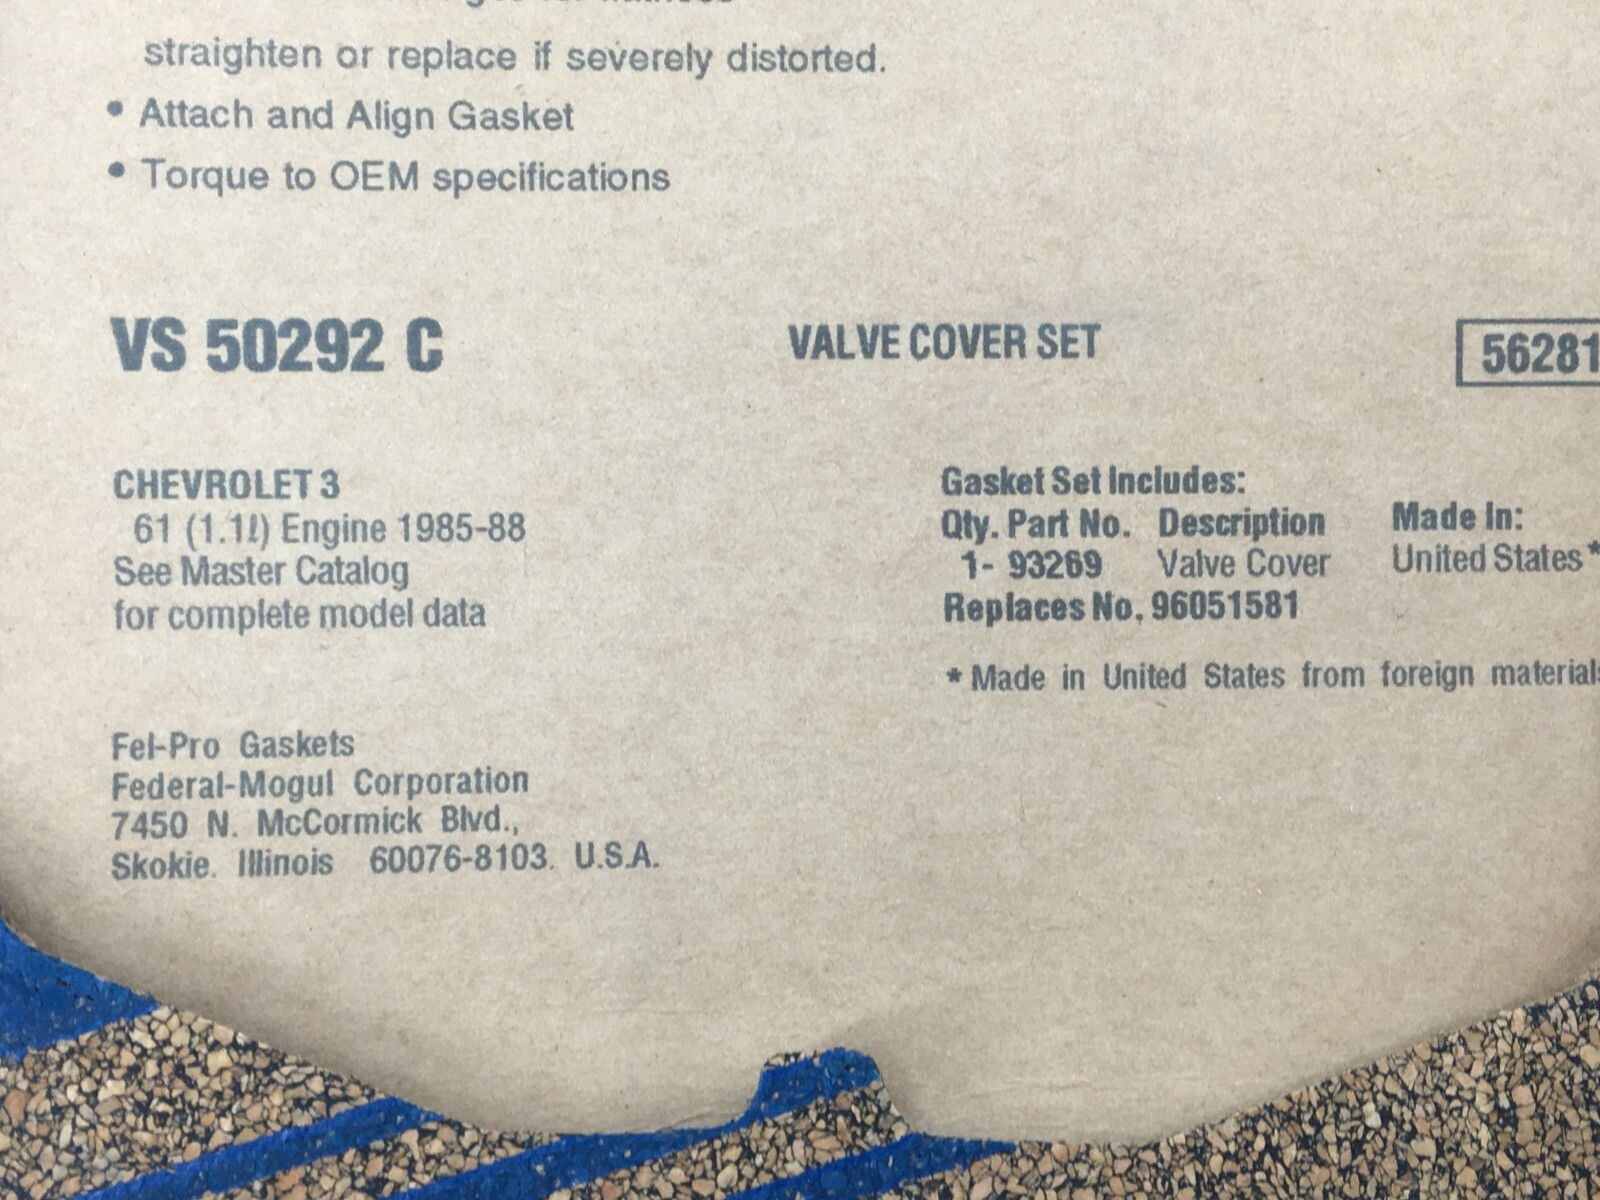 straighten or replace if severely distorted.
• Attach and Align Gasket
• Torque to OEM specifications
VS 50292 C
VALVE COVER SET
56281
CHEVROLET 3
61 (1.1ℓ) Engine 1985-88
See Master Catalog
for complete model data
Gasket Set Includes:
Qty. Part No. Description Made In:
1- 93269 Valve Cover United States*
Replaces No. 96051581
* Made in United States from foreign materials
Fel-Pro Gaskets
Federal-Mogul Corporation
7450 N. McCormick Blvd.,
Skokie. Illinois 60076-8103. U.S.A.